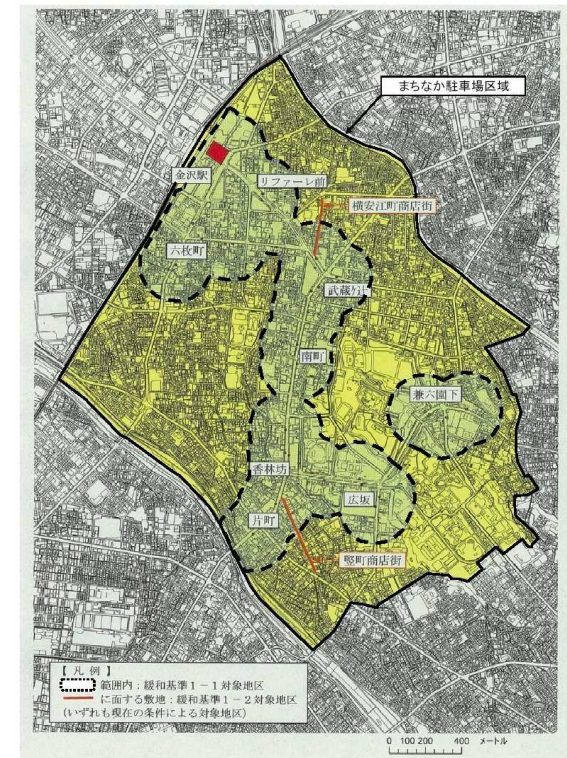 まちなか駐車場区域
金沢駅
リファーレ前
横安江町商店街
六枚町
武蔵ヶ辻
南町
兼六園下
香林坊
広坂
片町
竪町商店街
【 凡 例 】
範囲内：緩和基準1－1対象地区
に面する敷地：緩和基準1－2対象地区
(いずれも現在の条件による対象地区)
0 100 200 400 メートル